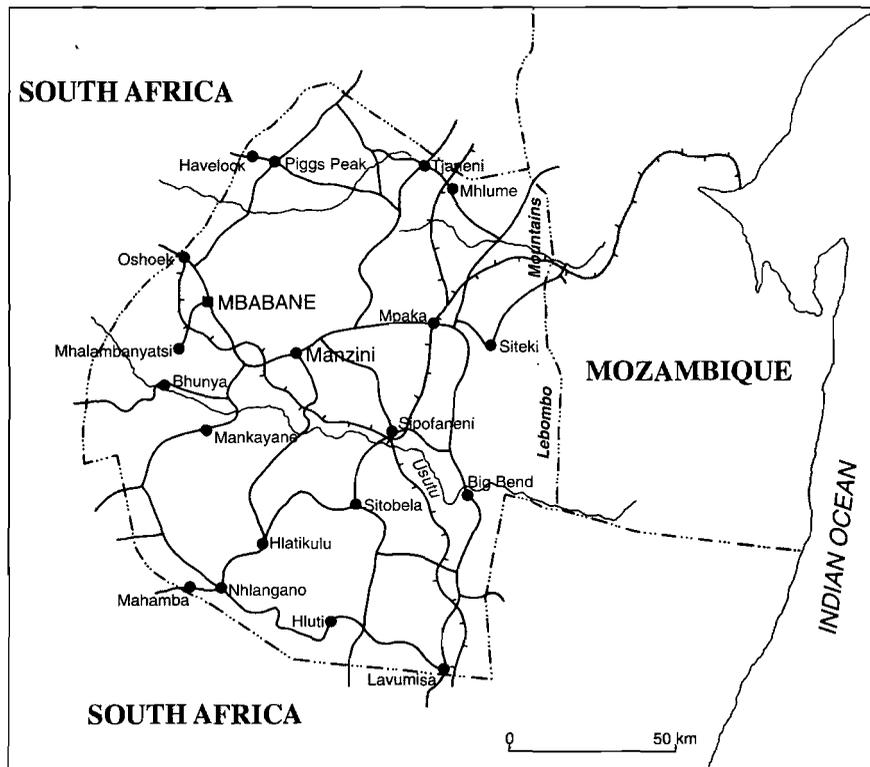 SOUTH AFRICA
Havelock
Piggs Peak
Tjaneni
Mhlume
Mountains
Oshoek
MBABANE
Mpaka
Siteki
Mhalambanyatsi
Manzini
MOZAMBIQUE
Bhunya
Lebombo
Mankayane
Sipofaneni
Usutu
Big Bend
Sitobela
INDIAN OCEAN
Hlatikulu
Mahamba
Nhlangano
Hluti
Lavumisa
SOUTH AFRICA
0 50 km